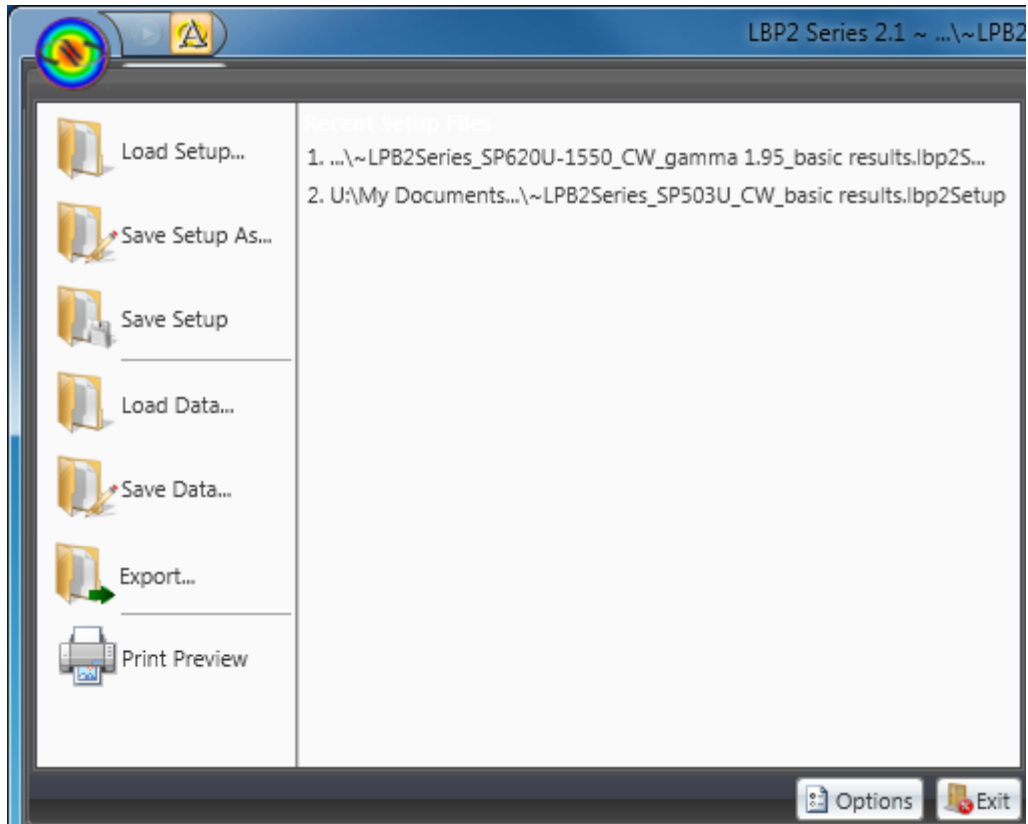 LBP2 Series 2.1 ~ ...\~LPB2
Load Setup...
Save Setup As...
Save Setup
Load Data...
Save Data...
Export...
Print Preview
Recent Setup Files
1. ...\~LPB2Series_SP620U-1550_CW_gamma 1.95_basic results.lbp2S...
2. U:\My Documents...\~LPB2Series_SP503U_CW_basic results.lbp2Setup
Options
Exit